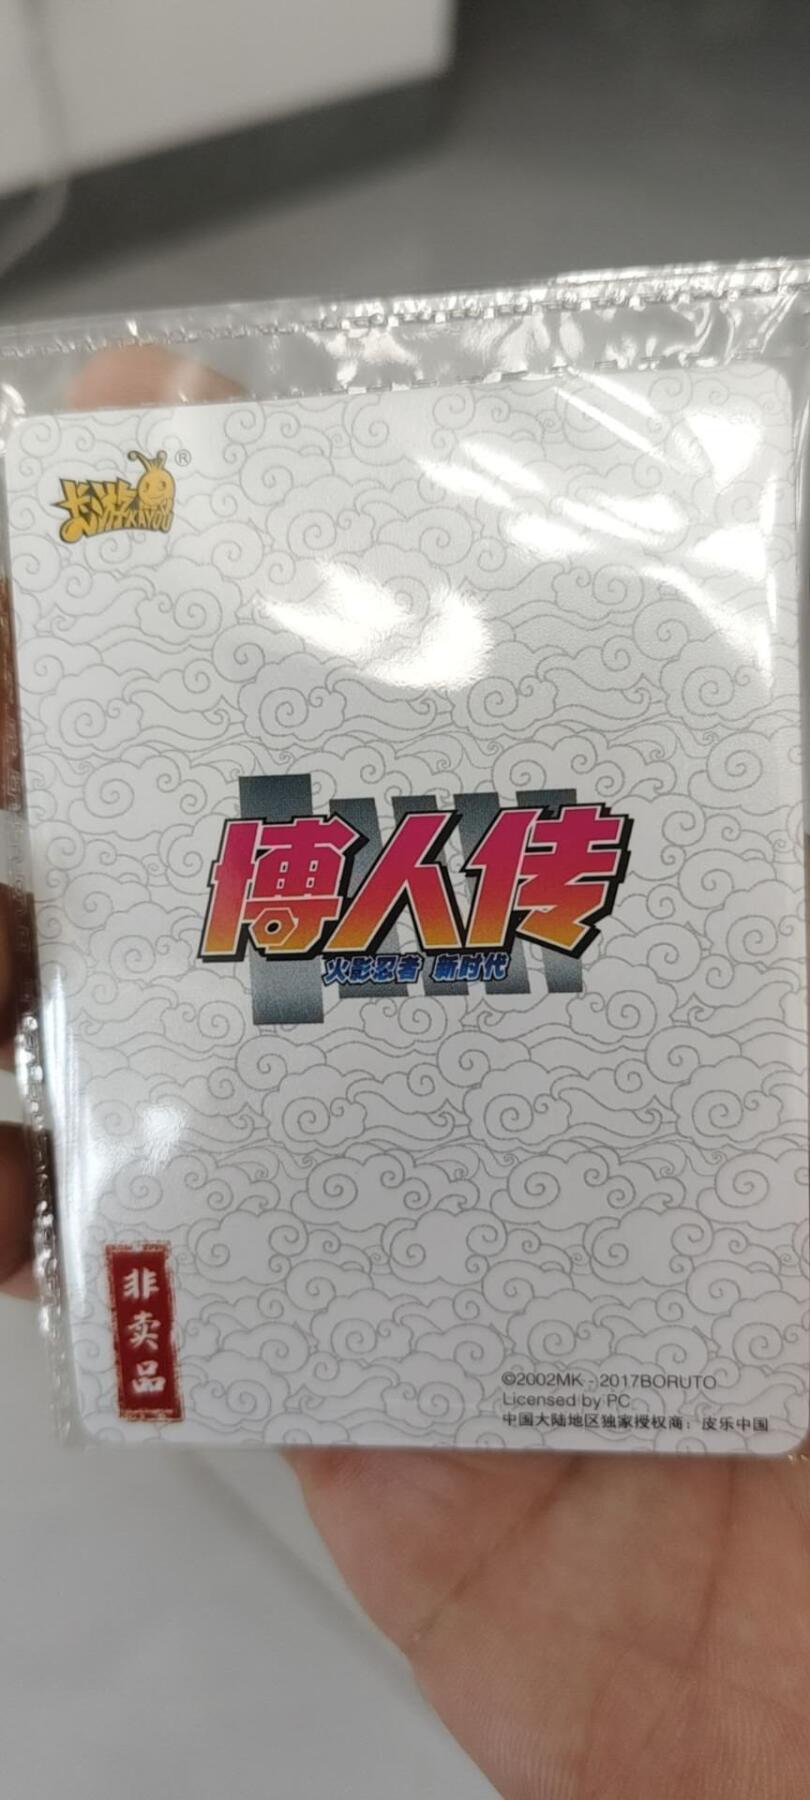 卡游KAYOU®
博人传
火影忍者 新时代
非卖品
©2002MK - 2017BORUTO
Licensed by PC
中国大陆地区独家授权商：皮乐中国